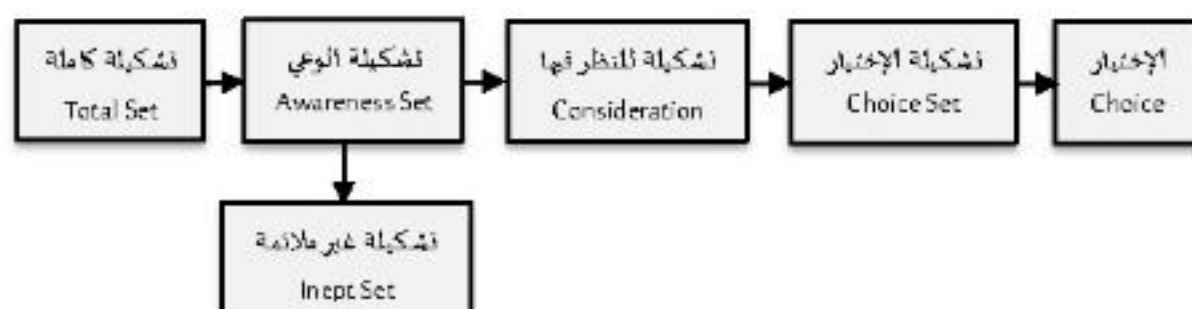 تشكيلة كاملة
Total Set
تشكيلة الوعي
Awareness Set
تشكيلة للنظر فيها
Consideration
تشكيلة الإختيار
Choice Set
الإختيار
Choice
تشكيلة غير ملائمة
Inept Set